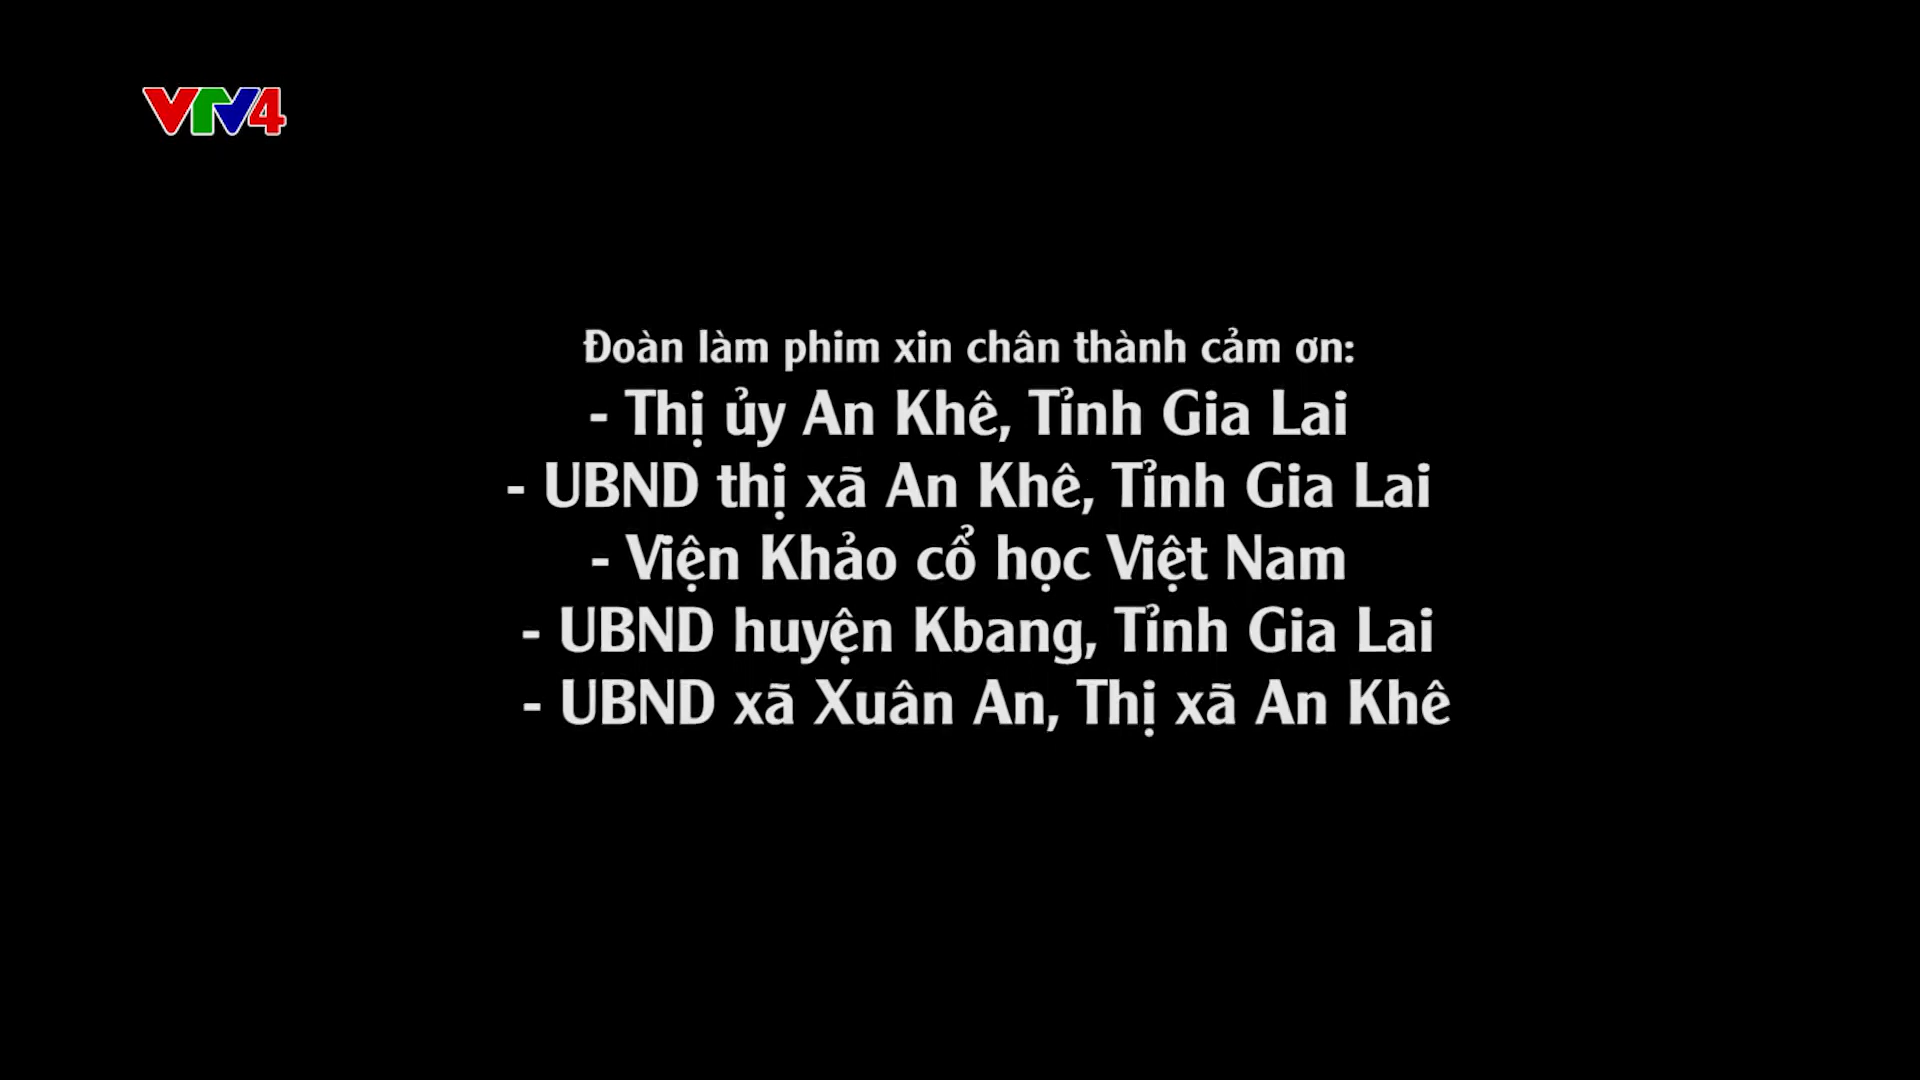 VTV4
Đoàn làm phim xin chân thành cảm ơn:
- Thị ủy An Khê, Tỉnh Gia Lai
- UBND thị xã An Khê, Tỉnh Gia Lai
- Viện Khảo cổ học Việt Nam
- UBND huyện Kbang, Tỉnh Gia Lai
- UBND xã Xuân An, Thị xã An Khê